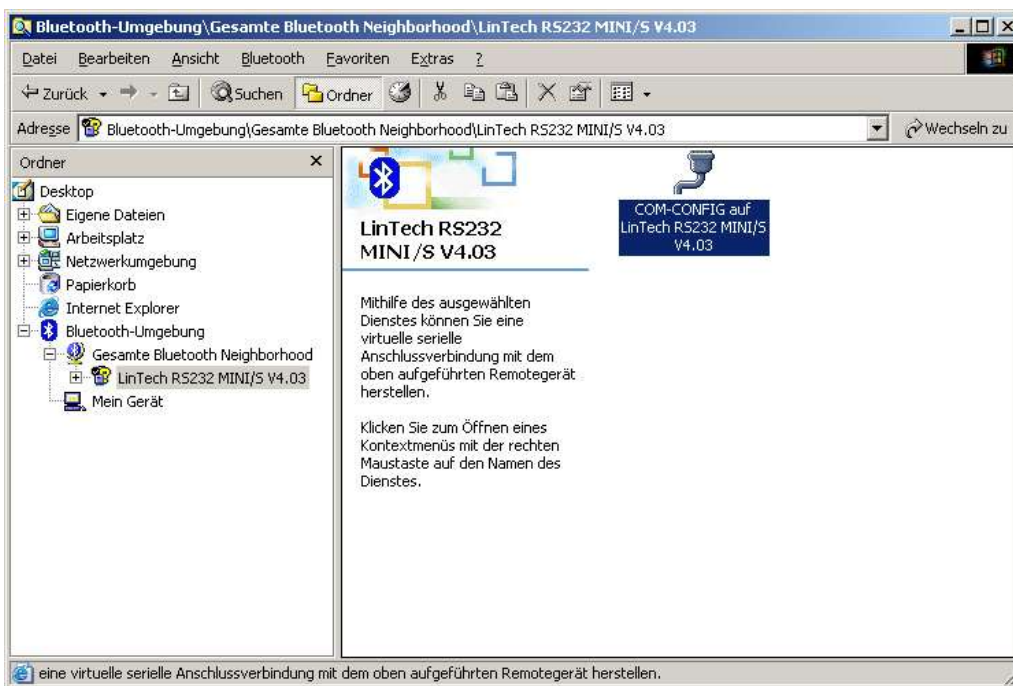 Bluetooth-Umgebung\Gesamte Bluetooth Neighborhood\LinTech RS232 MINI/S V4.03
Datei Bearbeiten Ansicht Bluetooth Favoriten Extras ?
Zurück Suchen Ordner
Adresse Bluetooth-Umgebung\Gesamte Bluetooth Neighborhood\LinTech RS232 MINI/S V4.03 Wechseln zu
Ordner
Desktop
Eigene Dateien
Arbeitsplatz
Netzwerkumgebung
Papierkorb
Internet Explorer
Bluetooth-Umgebung
Gesamte Bluetooth Neighborhood
LinTech RS232 MINI/S V4.03
Mein Gerät
LinTech RS232
MINI/S V4.03
Mithilfe des ausgewählten
Dienstes können Sie eine
virtuelle serielle
Anschlussverbindung mit dem
oben aufgeführten Remotegerät
herstellen.
Klicken Sie zum Öffnen eines
Kontextmenüs mit der rechten
Maustaste auf den Namen des
Dienstes.
COM-CONFIG auf
LinTech RS232 MINI/S
V4.03
eine virtuelle serielle Anschlussverbindung mit dem oben aufgeführten Remotegerät herstellen.